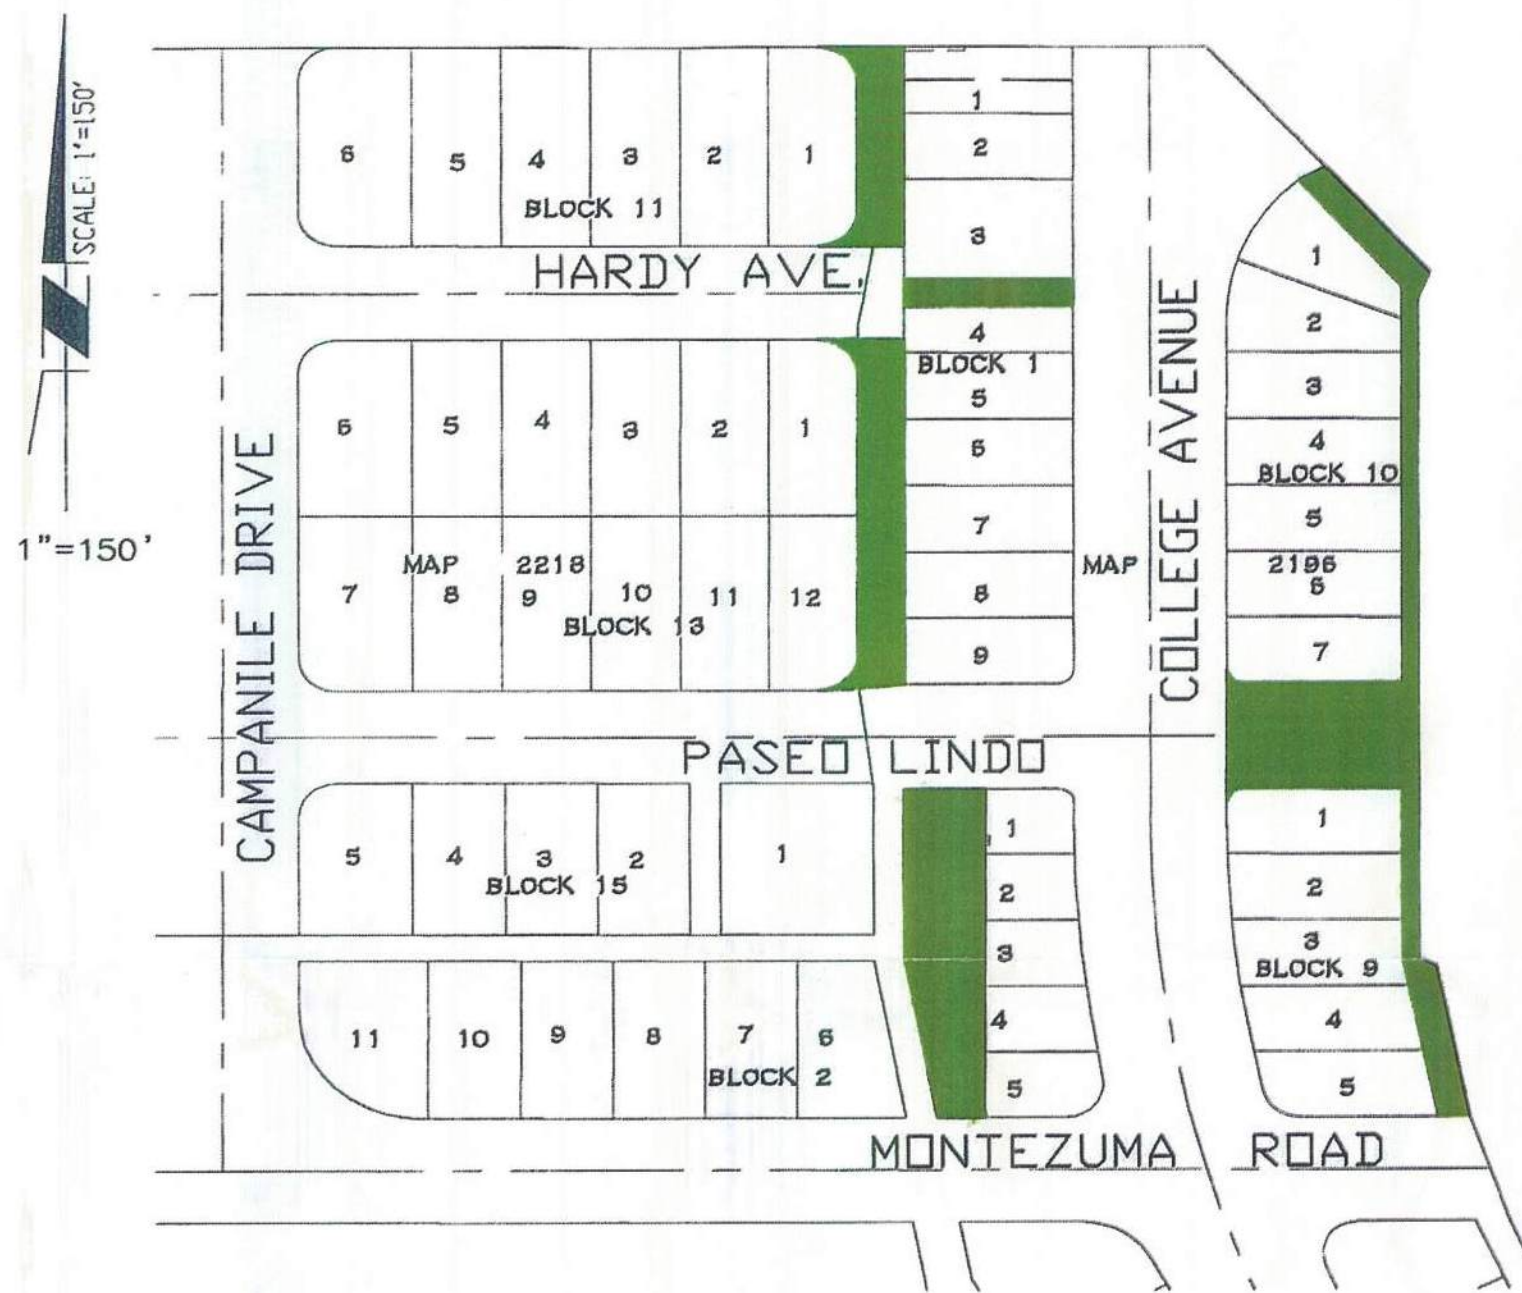 SCALE: 1"=150'
1"=150'
6 5 4 3 2 1
BLOCK 11
HARDY AVE.
1
2
3
4
BLOCK 1
5
6
7
8
9
6 5 4 3 2 1
MAP 2218
7 8 9 10 11 12
BLOCK 13
CAMPANILE DRIVE
COLLEGE AVENUE
1
2
3
4
BLOCK 10
5
MAP 2196
6
7
PASEO LINDO
5 4 3 2 1
BLOCK 15
1
2
3
4
5
1
2
3
BLOCK 9
4
5
11 10 9 8 7 6
BLOCK 2
MONTEZUMA ROAD